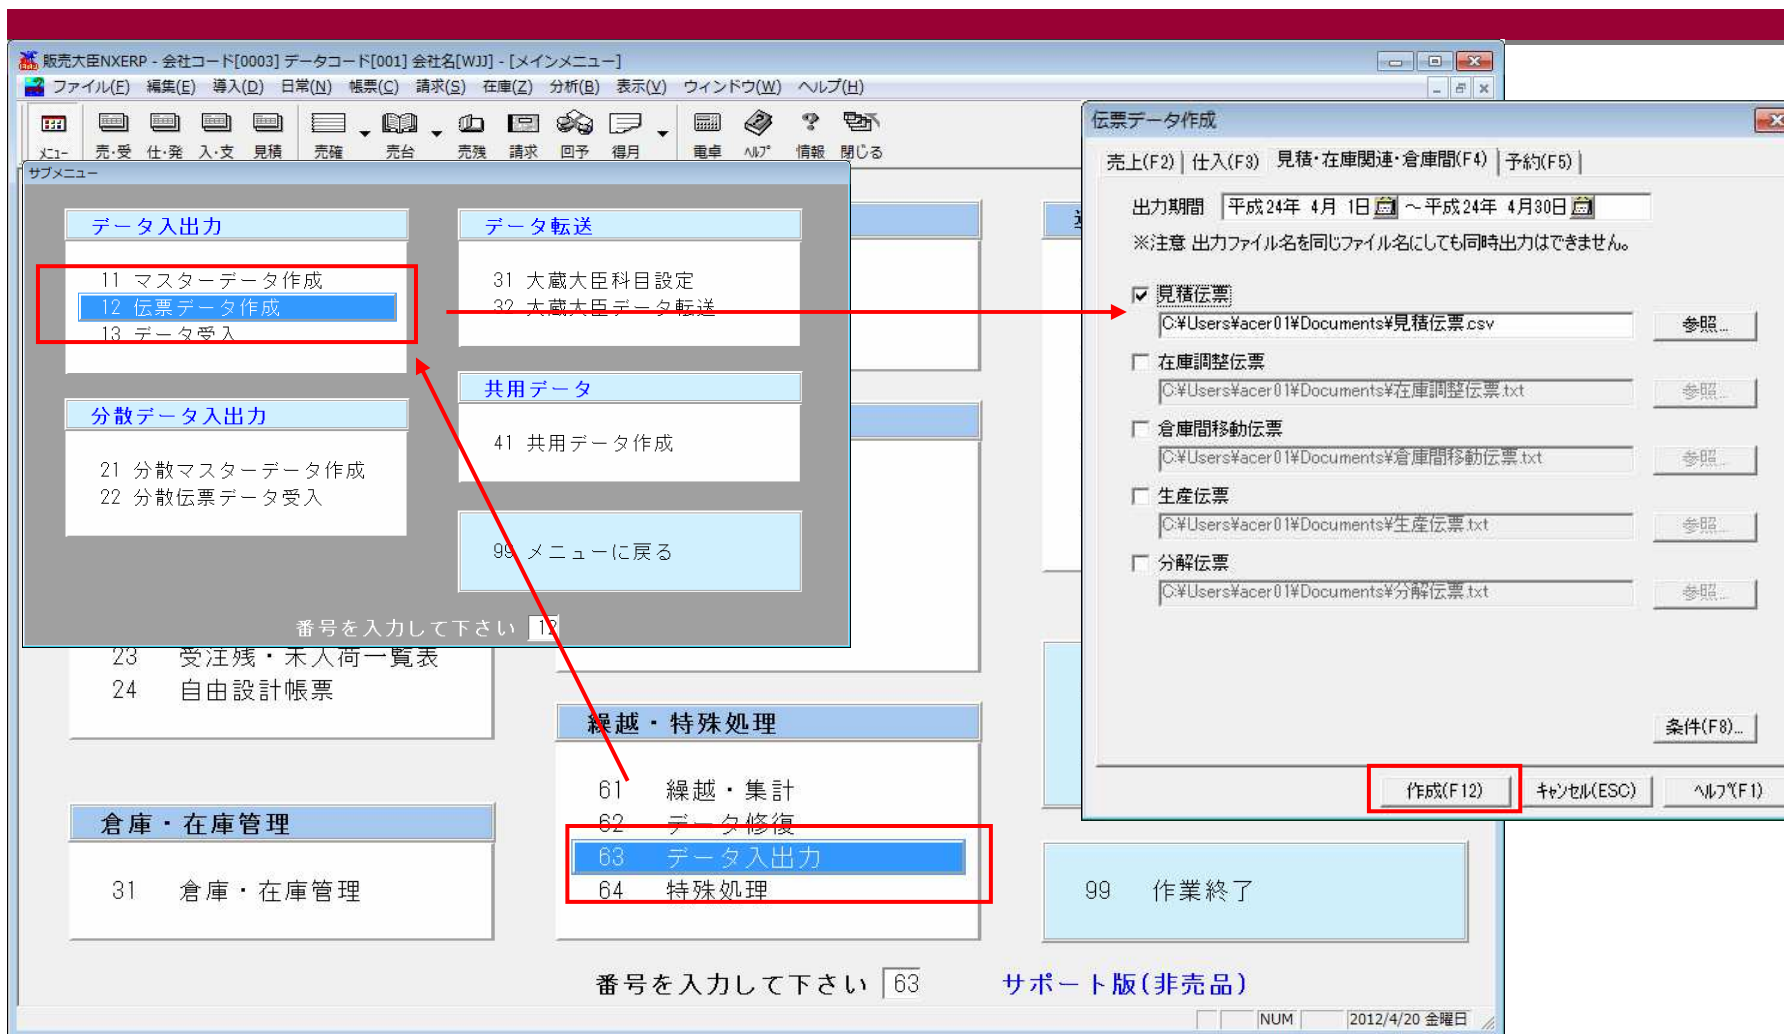 販売大臣NXERP - 会社コード[0003] データコード[001] 会社名[WJJ] - [メインメニュー]
ファイル(F) 編集(E) 導入(D) 日常(N) 帳票(C) 請求(S) 在庫(Z) 分析(B) 表示(V) ウィンドウ(W) ヘルプ(H)
ﾒﾆｭｰ 売・受 仕・発 入・支 見積 売確 売台 売残 請求 回予 得月 電卓 ﾍﾙﾌﾟ 情報 閉じる
サブメニュー
データ入出力
11 マスターデータ作成
12 伝票データ作成
13 データ受入
分散データ入出力
21 分散マスターデータ作成
22 分散伝票データ受入
データ転送
31 大蔵大臣科目設定
32 大蔵大臣データ転送
共用データ
41 共用データ作成
99 メニューに戻る
番号を入力して下さい 12
23 受注残・未入荷一覧表
24 自由設計帳票
倉庫・在庫管理
31 倉庫・在庫管理
繰越・特殊処理
61 繰越・集計
62 データ修復
63 データ入出力
64 特殊処理
99 作業終了
番号を入力して下さい 63
サポート版(非売品)
NUM 2012/4/20 金曜日
伝票データ作成
売上(F2) 仕入(F3) 見積・在庫関連・倉庫間(F4) 予約(F5)
出力期間 平成24年 4月 1日 ～平成24年 4月30日
※注意 出力ファイル名を同じファイル名にしても同時出力はできません。
見積伝票
C:¥Users¥acer01¥Documents¥見積伝票.csv 参照...
在庫調整伝票
C:¥Users¥acer01¥Documents¥在庫調整伝票.txt 参照...
倉庫間移動伝票
C:¥Users¥acer01¥Documents¥倉庫間移動伝票.txt 参照...
生産伝票
C:¥Users¥acer01¥Documents¥生産伝票.txt 参照...
分解伝票
C:¥Users¥acer01¥Documents¥分解伝票.txt 参照...
条件(F8)...
作成(F12) ｷｬﾝｾﾙ(ESC) ﾍﾙﾌﾟ(F1)